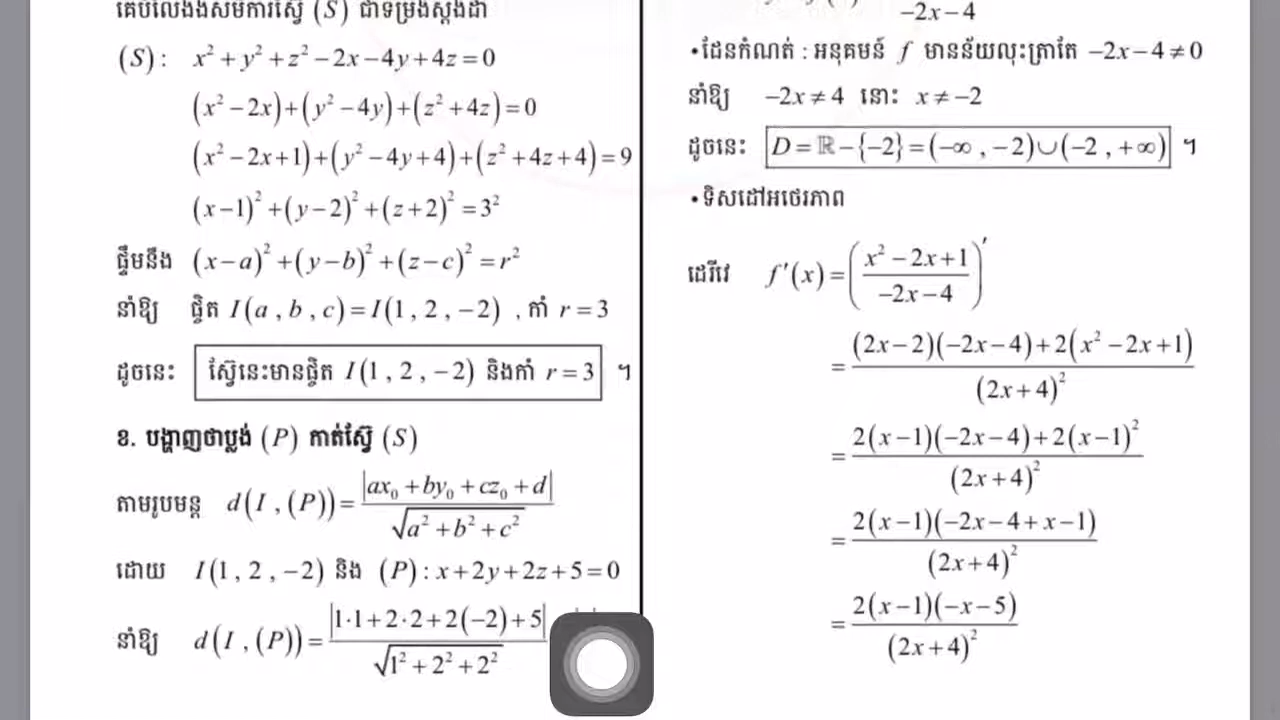 គេបំលែងសមីការស្វ៊ែ (S) ជាទម្រង់ស្តង់ដា
(S) : x² + y² + z² − 2x − 4y + 4z = 0
(x² − 2x) + (y² − 4y) + (z² + 4z) = 0
(x² − 2x + 1) + (y² − 4y + 4) + (z² + 4z + 4) = 9
(x − 1)² + (y − 2)² + (z + 2)² = 3²
ផ្ទឹមនឹង (x − a)² + (y − b)² + (z − c)² = r²
នាំឱ្យ ផ្ចិត I(a , b , c) = I(1 , 2 , −2) , កាំ r = 3
ដូចនេះ ស្វ៊ែនេះមានផ្ចិត I(1 , 2 , −2) និងកាំ r = 3 ។
ខ. បង្ហាញថាប្លង់ (P) កាត់ស្វ៊ែ (S)
តាមរូបមន្ត d(I , (P)) = |ax₀ + by₀ + cz₀ + d| / √(a² + b² + c²)
ដោយ I(1 , 2 , −2) និង (P) : x + 2y + 2z + 5 = 0
នាំឱ្យ d(I , (P)) = |1·1 + 2·2 + 2(−2) + 5| / √(1² + 2² + 2²)
−2x − 4
• ដែនកំណត់ : អនុគមន៍ f មានន័យលុះត្រាតែ −2x − 4 ≠ 0
នាំឱ្យ −2x ≠ 4 នោះ x ≠ −2
ដូចនេះ D = ℝ − {−2} = (−∞ , −2) ∪ (−2 , +∞) ។
• ទិសដៅអថេរភាព
ដេរីវេ f′(x) = ((x² − 2x + 1) / (−2x − 4))′
= ((2x − 2)(−2x − 4) + 2(x² − 2x + 1)) / (2x + 4)²
= (2(x − 1)(−2x − 4) + 2(x − 1)²) / (2x + 4)²
= (2(x − 1)(−2x − 4 + x − 1)) / (2x + 4)²
= (2(x − 1)(−x − 5)) / (2x + 4)²